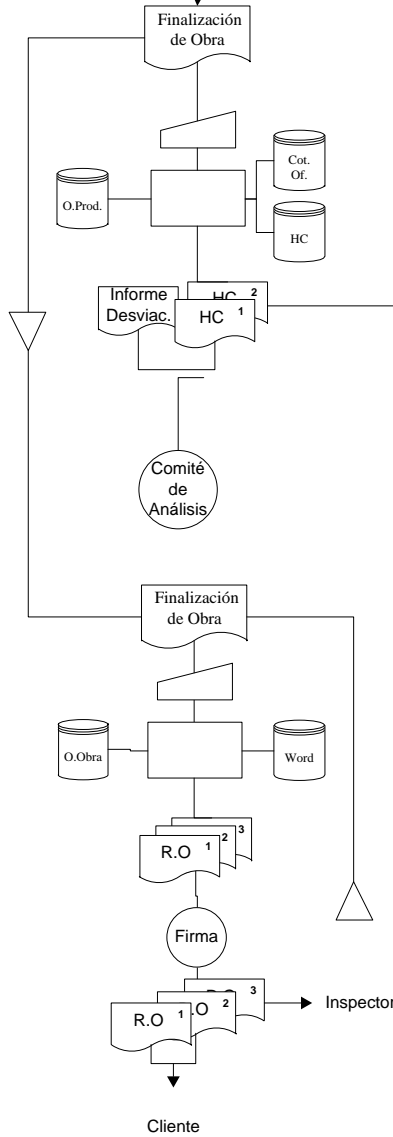 Finalización
de Obra
Cot.
Of.
O.Prod.
HC
Informe
Desviac.
HC 2
HC 1
Comité
de
Análisis
Finalización
de Obra
O.Obra
Word
3
2
R.O 1
Firma
3
.O 2
R.O 1
Inspector
Cliente